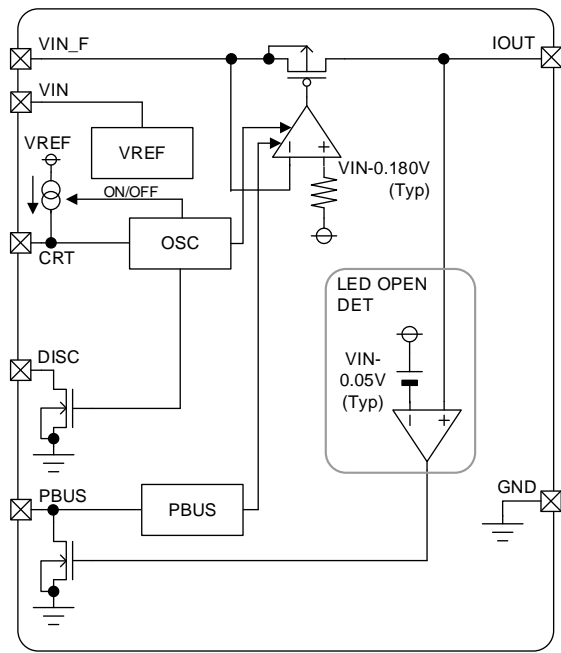 VIN_F
IOUT
VIN
VREF
VREF
− +
VIN-0.180V
(Typ)
ON/OFF
OSC
CRT
LED OPEN
DET
DISC
VIN-
0.05V
(Typ)
− +
PBUS
PBUS
GND